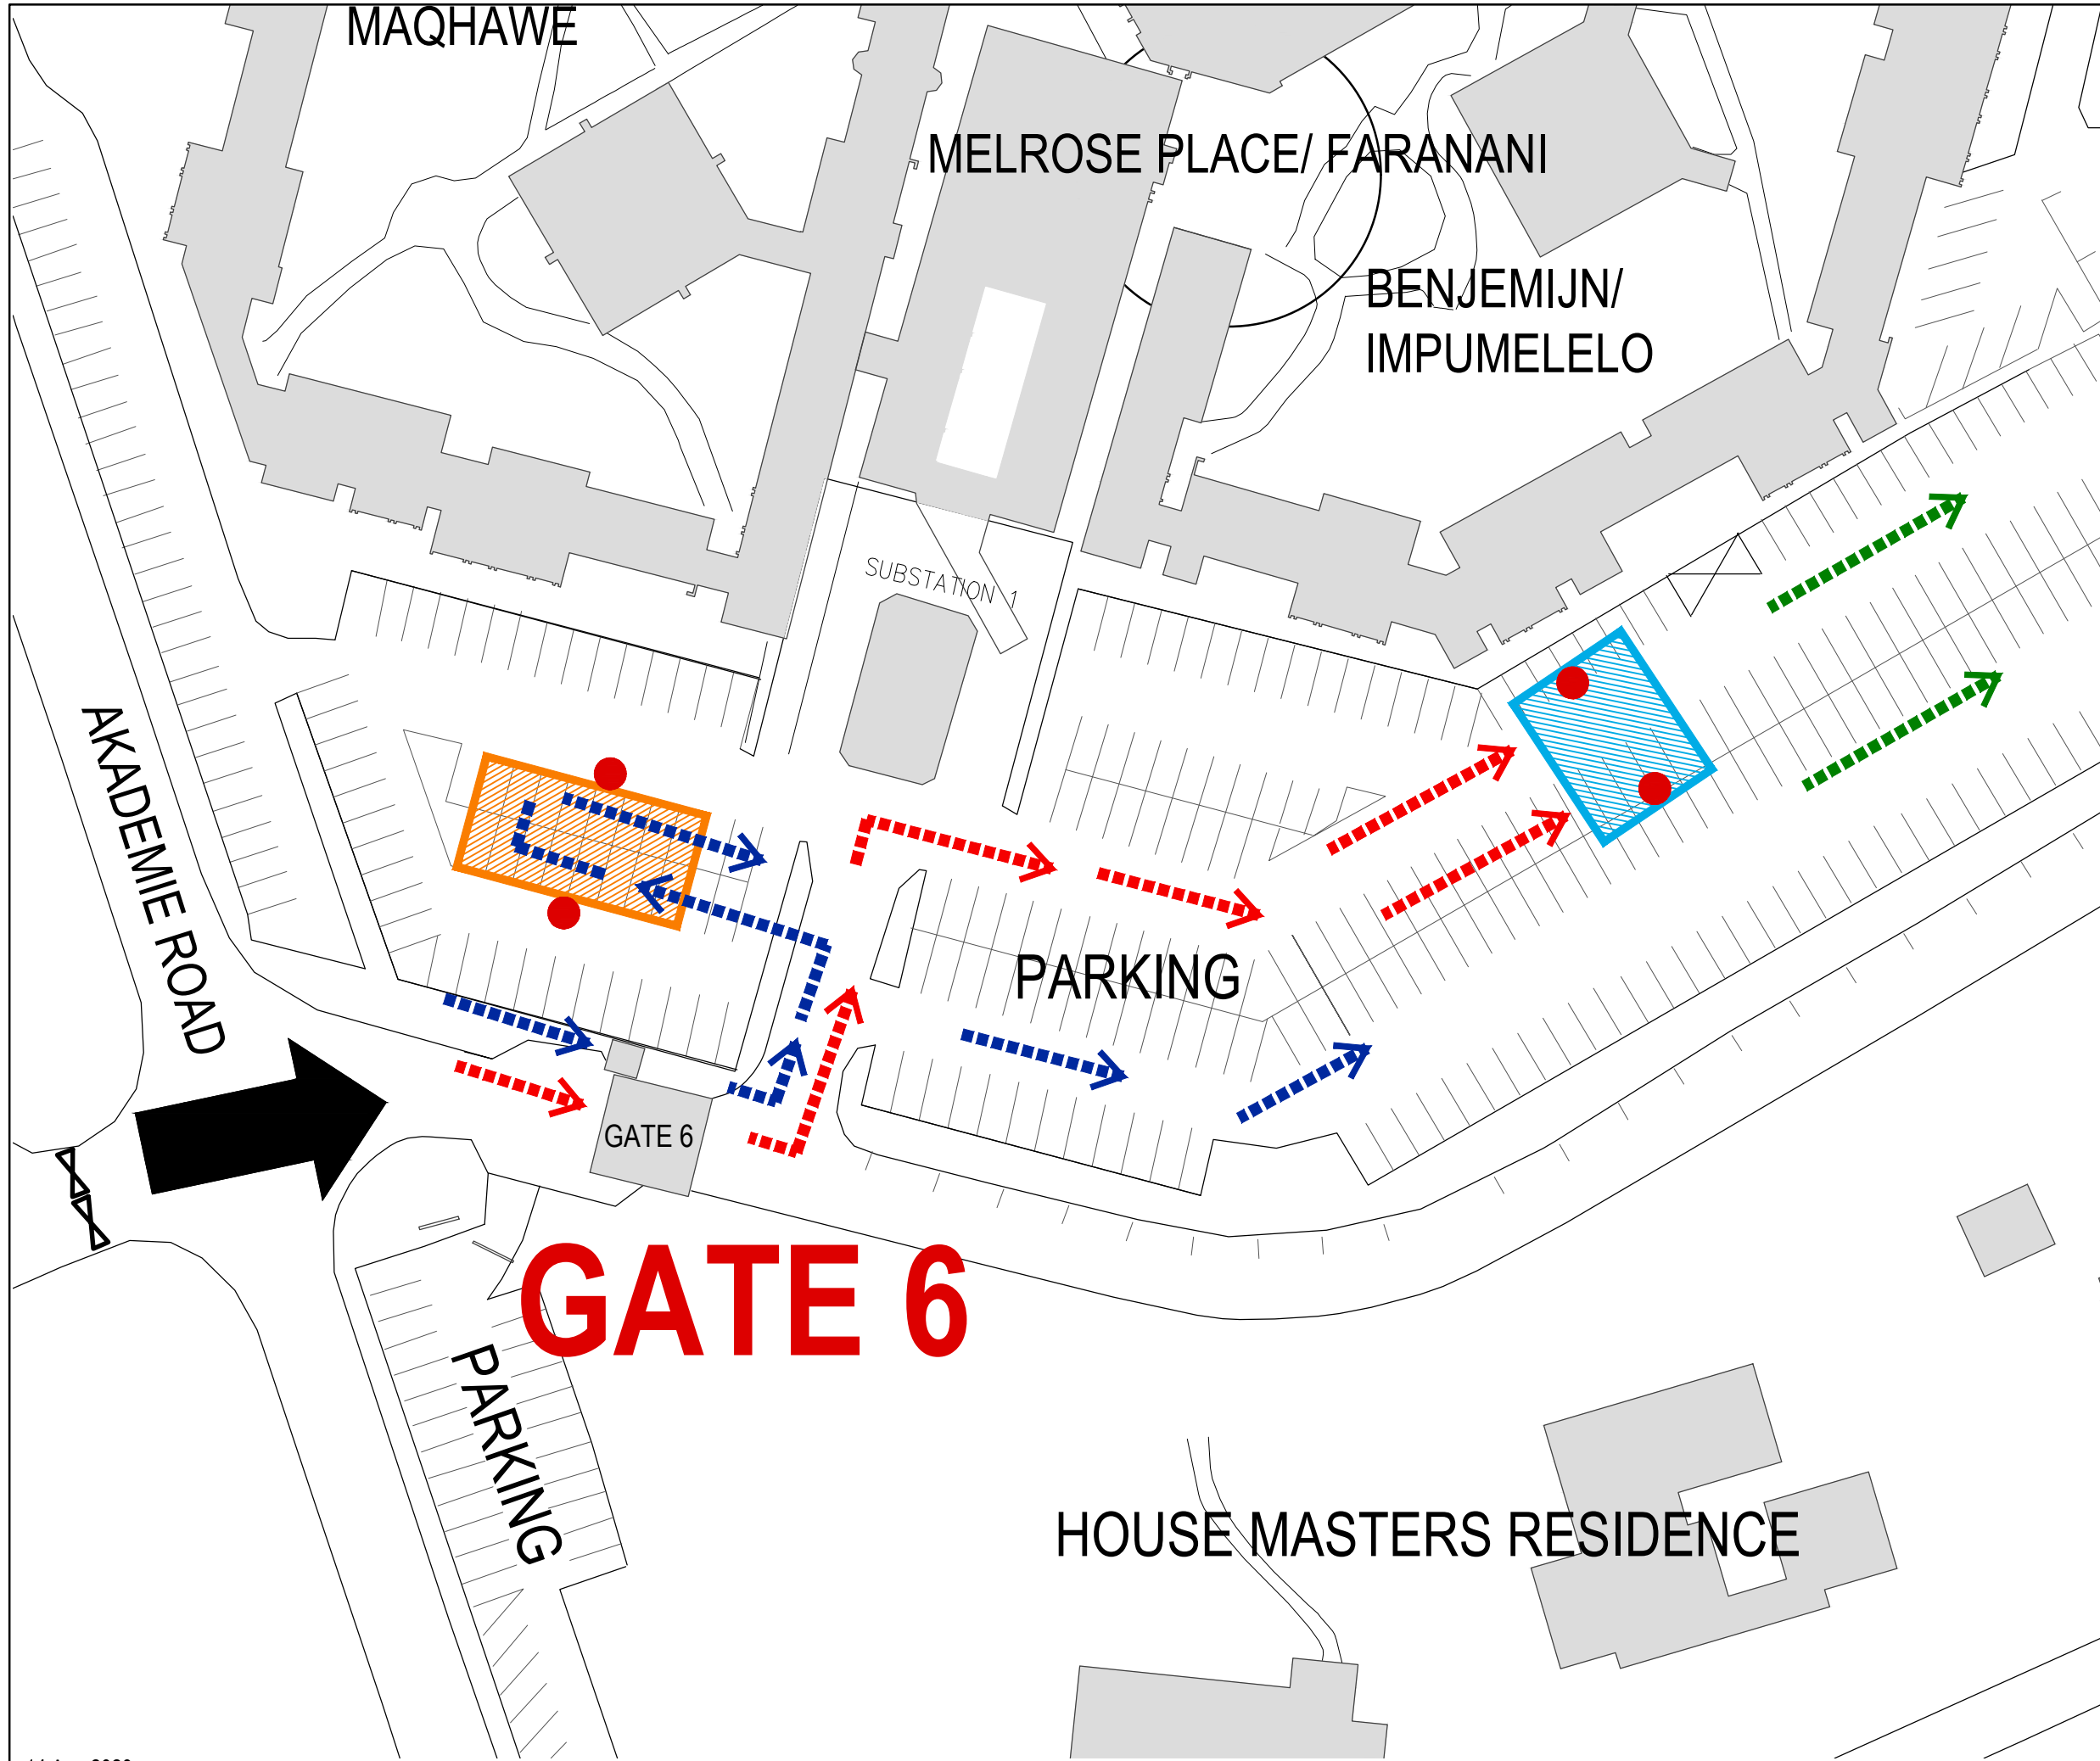 MAQHAWE
MELROSE PLACE/ FARANANI
BENJEMIJN/
IMPUMELELO
SUBSTATION 1
AKADEMIE ROAD
PARKING
GATE 6
GATE 6
PARKING
HOUSE MASTERS RESIDENCE